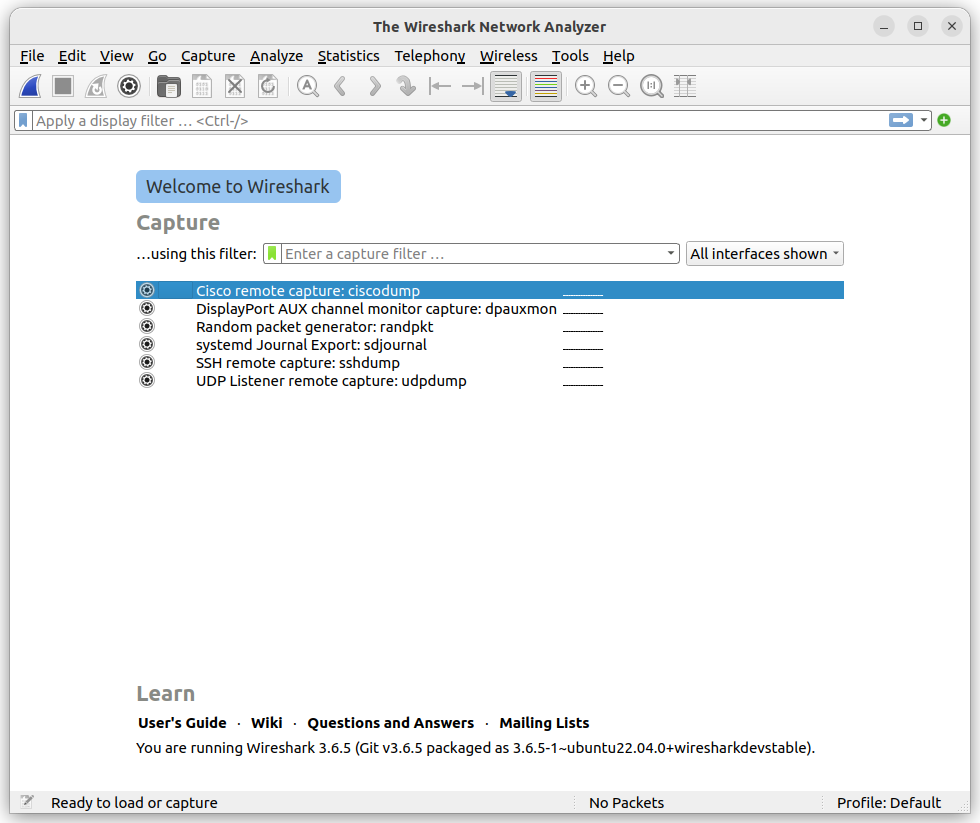 The Wireshark Network Analyzer
File Edit View Go Capture Analyze Statistics Telephony Wireless Tools Help
Apply a display filter … <Ctrl-/>
Welcome to Wireshark
Capture
…using this filter: Enter a capture filter … All interfaces shown
Cisco remote capture: ciscodump
DisplayPort AUX channel monitor capture: dpauxmon
Random packet generator: randpkt
systemd Journal Export: sdjournal
SSH remote capture: sshdump
UDP Listener remote capture: udpdump
Learn
User's Guide · Wiki · Questions and Answers · Mailing Lists
You are running Wireshark 3.6.5 (Git v3.6.5 packaged as 3.6.5-1~ubuntu22.04.0+wiresharkdevstable).
Ready to load or capture No Packets Profile: Default